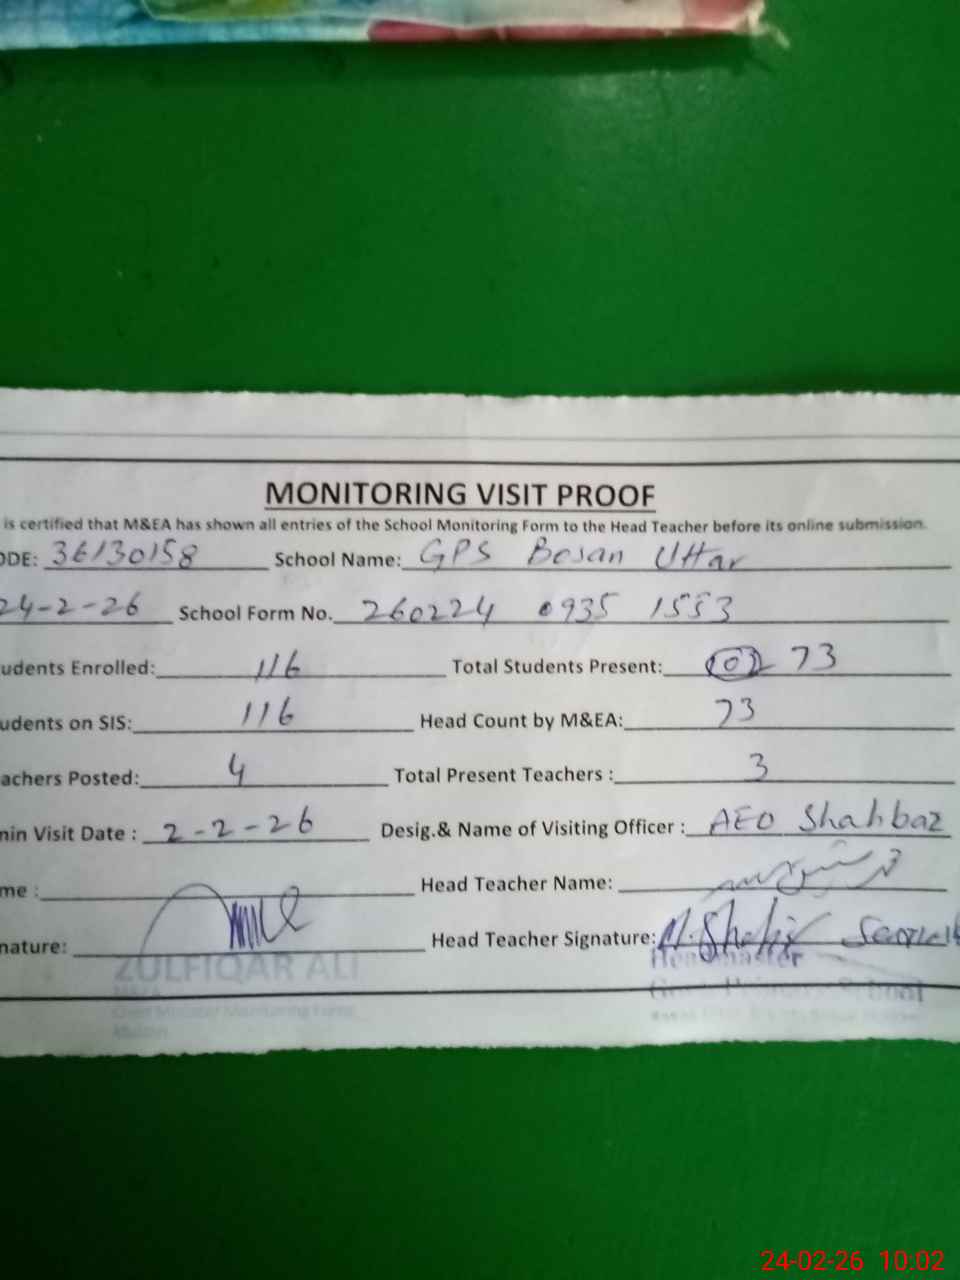 MONITORING VISIT PROOF
is certified that M&EA has shown all entries of the School Monitoring Form to the Head Teacher before its online submission.
ODE: 36130158 School Name: GPS Bosan Uttar
24-2-26 School Form No. 260224 0935 1553
udents Enrolled: 116 Total Students Present: 102 73
udents on SIS: 116 Head Count by M&EA: 73
achers Posted: 4 Total Present Teachers : 3
min Visit Date : 2-2-26 Desig.& Name of Visiting Officer : AEO Shahbaz
me : Head Teacher Name:
nature: Head Teacher Signature:
ZULFIQAR ALI Headmaster
School
24-02-26 10:02